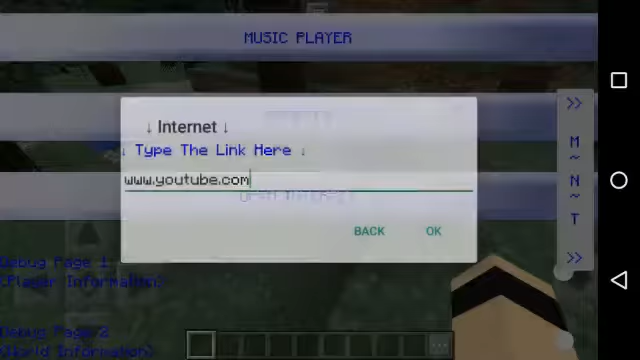 MUSIC PLAYER
↓ Internet ↓
↓ Type The Link Here ↓
www.youtube.com
BACK OK
>>
M
~
N
~
T
>>
Debug Page 1
(Player Information)
Debug Page 2
(World Information)